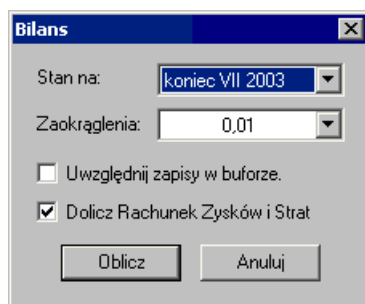 Bilans
Stan na: koniec VII 2003
Zaokrąglenia: 0,01
Uwzględnij zapisy w buforze.
Dolicz Rachunek Zysków i Strat
Oblicz Anuluj